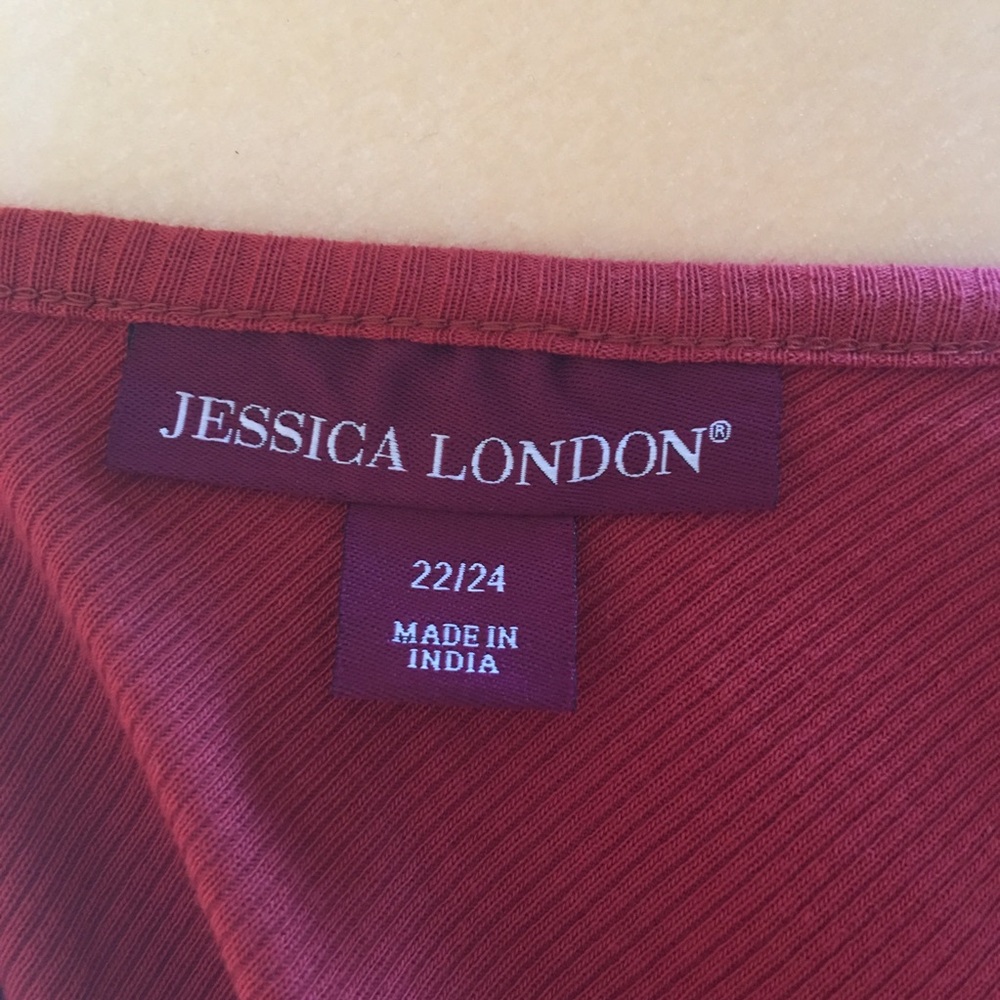 JESSICA LONDON®
22/24
MADE IN
INDIA